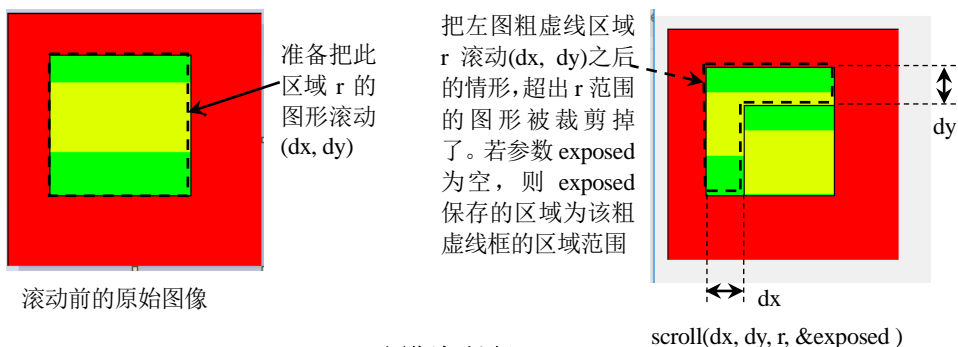 准备把此
区域 r 的
图形滚动
(dx, dy)
滚动前的原始图像
把左图粗虚线区域
r 滚动(dx, dy)之后
的情形，超出 r 范围
的图形被裁剪掉
了。若参数 exposed
为空，则 exposed
保存的区域为该粗
虚线框的区域范围
dy
dx
scroll(dx, dy, r, &exposed )